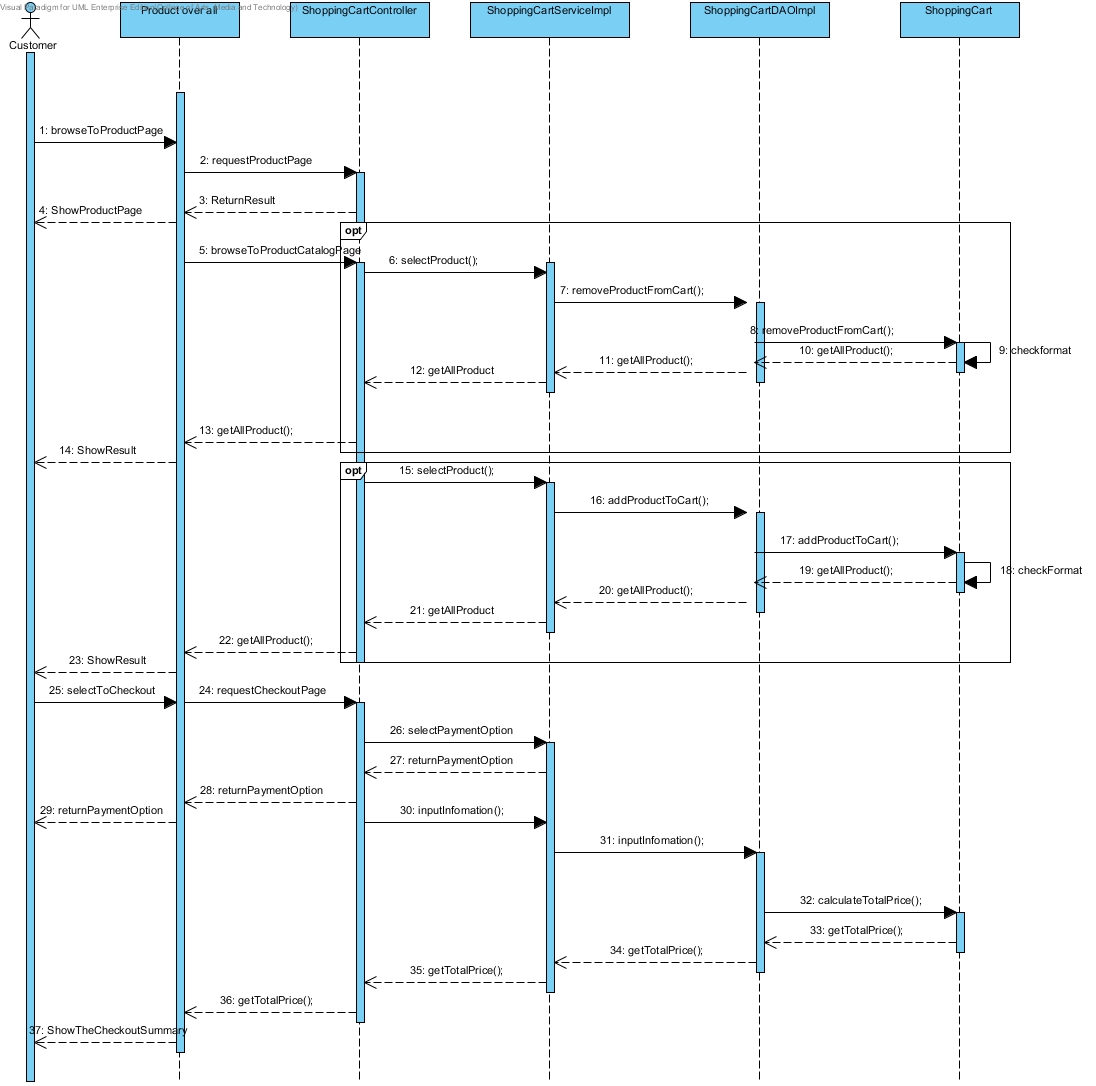 Visual Paradigm for UML Enterprise Edition
Media and Technology)
Product over all
ShoppingCartController
ShoppingCartServiceImpl
ShoppingCartDAOImpl
ShoppingCart
Customer
1: browseToProductPage
2: requestProductPage
3: ReturnResult
4: ShowProductPage
opt
5: browseToProductCatalogPage
6: selectProduct();
7: removeProductFromCart();
8: removeProductFromCart();
9: checkformat
10: getAllProduct();
11: getAllProduct();
12: getAllProduct
13: getAllProduct();
14: ShowResult
opt
15: selectProduct();
16: addProductToCart();
17: addProductToCart();
18: checkFormat
19: getAllProduct();
20: getAllProduct();
21: getAllProduct
22: getAllProduct();
23: ShowResult
25: selectToCheckout
24: requestCheckoutPage
26: selectPaymentOption
27: returnPaymentOption
28: returnPaymentOption
29: returnPaymentOption
30: inputInfomation();
31: inputInfomation();
32: calculateTotalPrice();
33: getTotalPrice();
34: getTotalPrice();
35: getTotalPrice();
36: getTotalPrice();
37: ShowTheCheckoutSummary